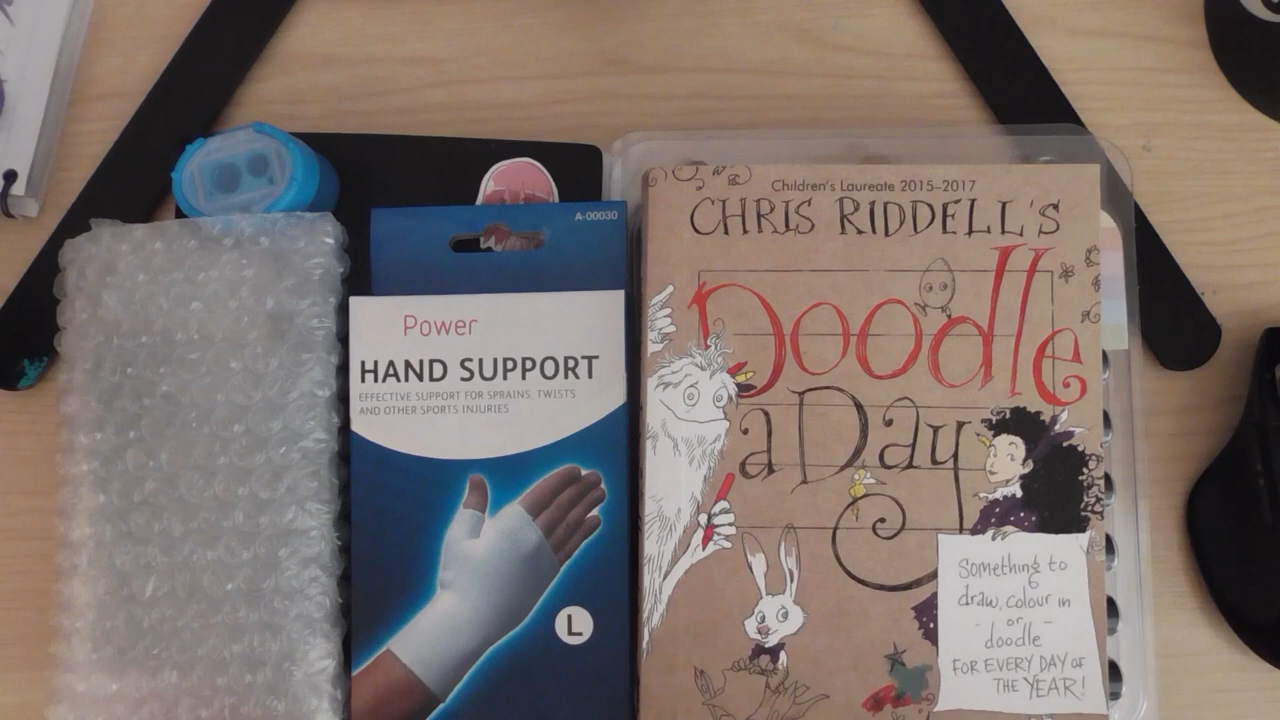 A-00030
Power
HAND SUPPORT
EFFECTIVE SUPPORT FOR SPRAINS, TWISTS
AND OTHER SPORTS INJURIES
L
Children's Laureate 2015–2017
CHRIS RIDDELL'S
Doodle
a Day
Something to
draw, colour in
or
doodle
FOR EVERY DAY OF
THE YEAR!